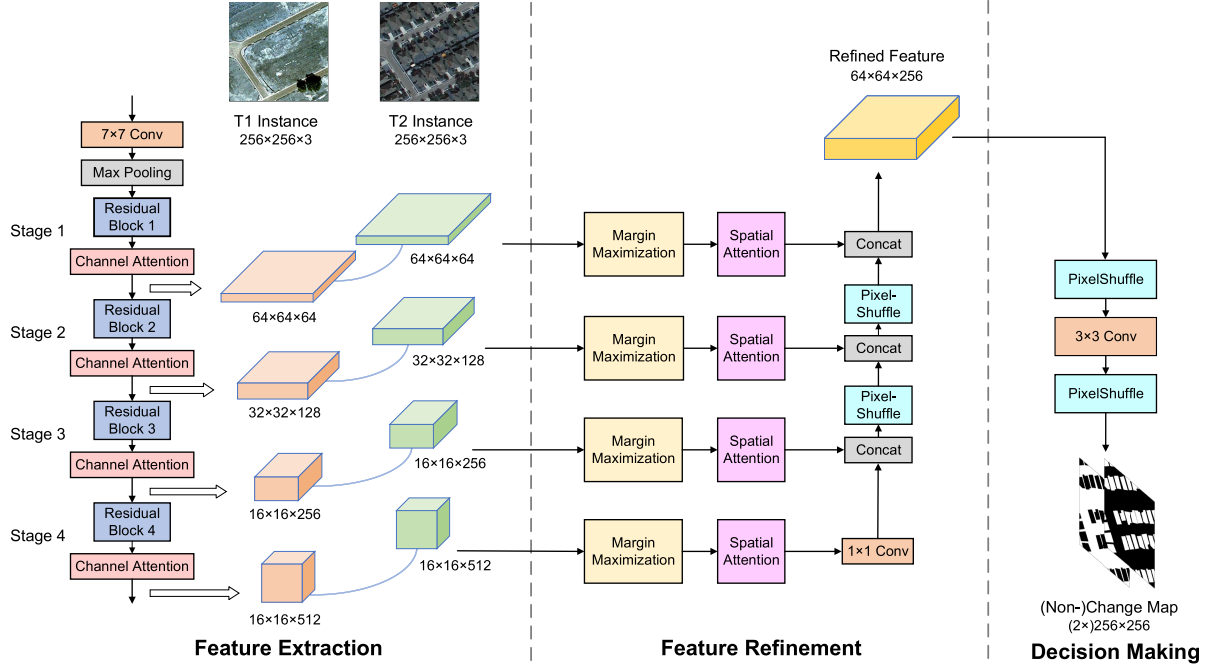 T1 Instance
256×256×3
T2 Instance
256×256×3
7×7 Conv
Max Pooling
Residual
Block 1
Stage 1
Channel Attention
Residual
Block 2
Stage 2
Channel Attention
Residual
Block 3
Stage 3
Channel Attention
Residual
Block 4
Stage 4
Channel Attention
64×64×64
64×64×64
32×32×128
32×32×128
16×16×256
16×16×256
16×16×512
16×16×512
Feature Extraction
Refined Feature
64×64×256
Margin
Maximization
Spatial
Attention
Concat
Pixel-
Shuffle
Margin
Maximization
Spatial
Attention
Concat
Pixel-
Shuffle
Margin
Maximization
Spatial
Attention
Concat
Margin
Maximization
Spatial
Attention
1×1 Conv
Feature Refinement
PixelShuffle
3×3 Conv
PixelShuffle
(Non-)Change Map
(2×)256×256
Decision Making